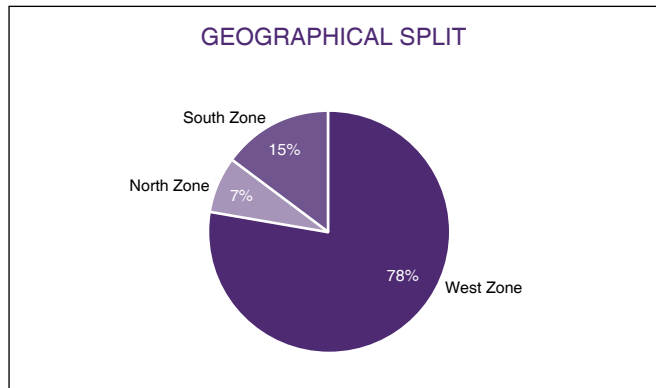 GEOGRAPHICAL SPLIT
South Zone
15%
North Zone
7%
78%
West Zone